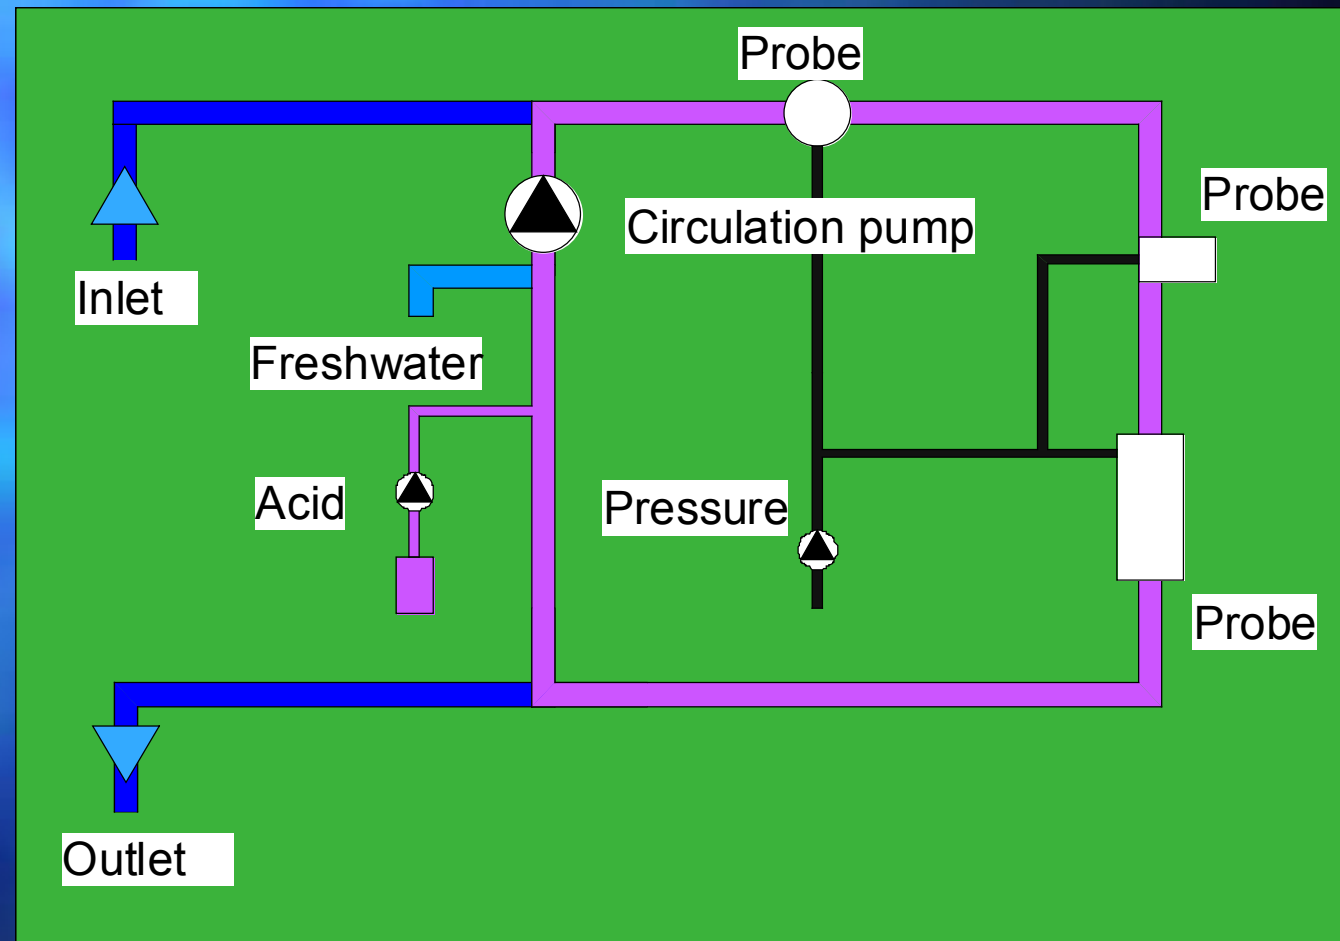 Probe
Probe
Circulation pump
Inlet
Freshwater
Acid
Pressure
Probe
Outlet